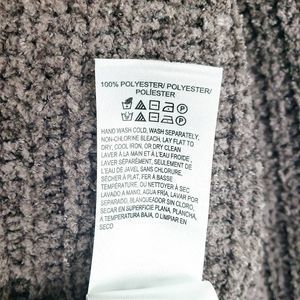 100% POLYESTER/ POLYESTER/
POLIÉSTER
HAND WASH COLD, WASH SEPARATELY,
NON-CHLORINE BLEACH, LAY FLAT TO
DRY, COOL IRON, OR DRY CLEAN
LAVER À LA MAIN ET À L'EAU FROIDE,
LAVER SÉPARÉMENT, SEULEMENT DE
L'EAU DE JAVEL SANS CHLORURE,
SÉCHER À PLAT, FER À BASSE
TEMPÉRATURE, OU NETTOYER À SEC
LAVADO A MANO, AGUA FRÍA, LAVAR POR
SEPARADO, BLANQUEADOR SIN CLORO,
SECAR EN SUPERFICIE PLANA, PLANCHA,
A TEMPERATURA BAJA, O LIMPIAR EN
SECO